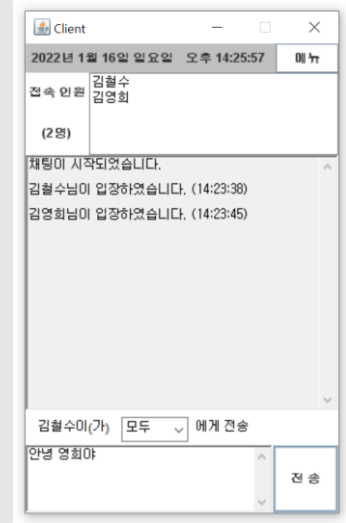 Client
2022년 1월 16일 일요일 오후 14:25:57 메뉴
접속 인원
(2명)
김철수
김영희
채팅이 시작되었습니다.
김철수님이 입장하였습니다. (14:23:38)
김영희님이 입장하였습니다. (14:23:45)
김철수이(가) 모두 에게 전송
안녕 영희야
전 송